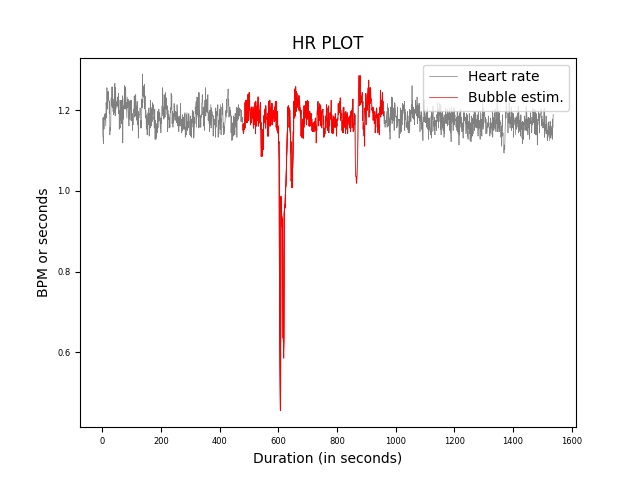 HR PLOT
Heart rate
Bubble estim.
BPM or seconds
1.2
1.0
0.8
0.6
0 200 400 600 800 1000 1200 1400 1600
Duration (in seconds)